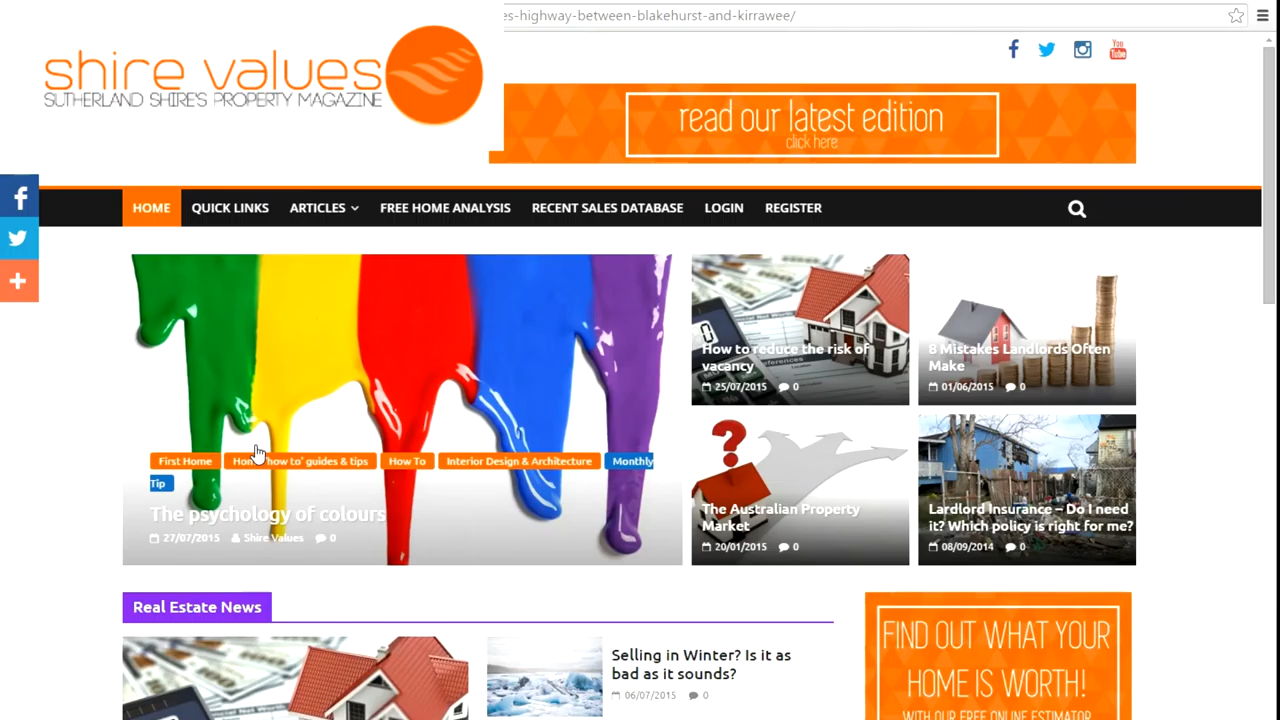 es-highway-between-blakehurst-and-kirrawee/
shire values
SUTHERLAND SHIRE'S PROPERTY MAGAZINE
You
Tube
read our latest edition
click here
HOME QUICK LINKS ARTICLES FREE HOME ANALYSIS RECENT SALES DATABASE LOGIN REGISTER
First Home
'how to' guides & tips
How To
Interior Design & Architecture
Monthly
Tip
The psychology of colours
27/07/2015 Shire Values 0
How to reduce the risk of
vacancy
25/07/2015 0
8 Mistakes Landlords Often
Make
01/06/2015 0
The Australian Property
Market
20/01/2015 0
Landlord Insurance – Do I need
it? Which policy is right for me?
08/09/2014 0
Real Estate News
Selling in Winter? Is it as
bad as it sounds?
06/07/2015 0
FIND OUT WHAT YOUR
HOME IS WORTH!
WITH OUR FREE ONLINE ESTIMATOR